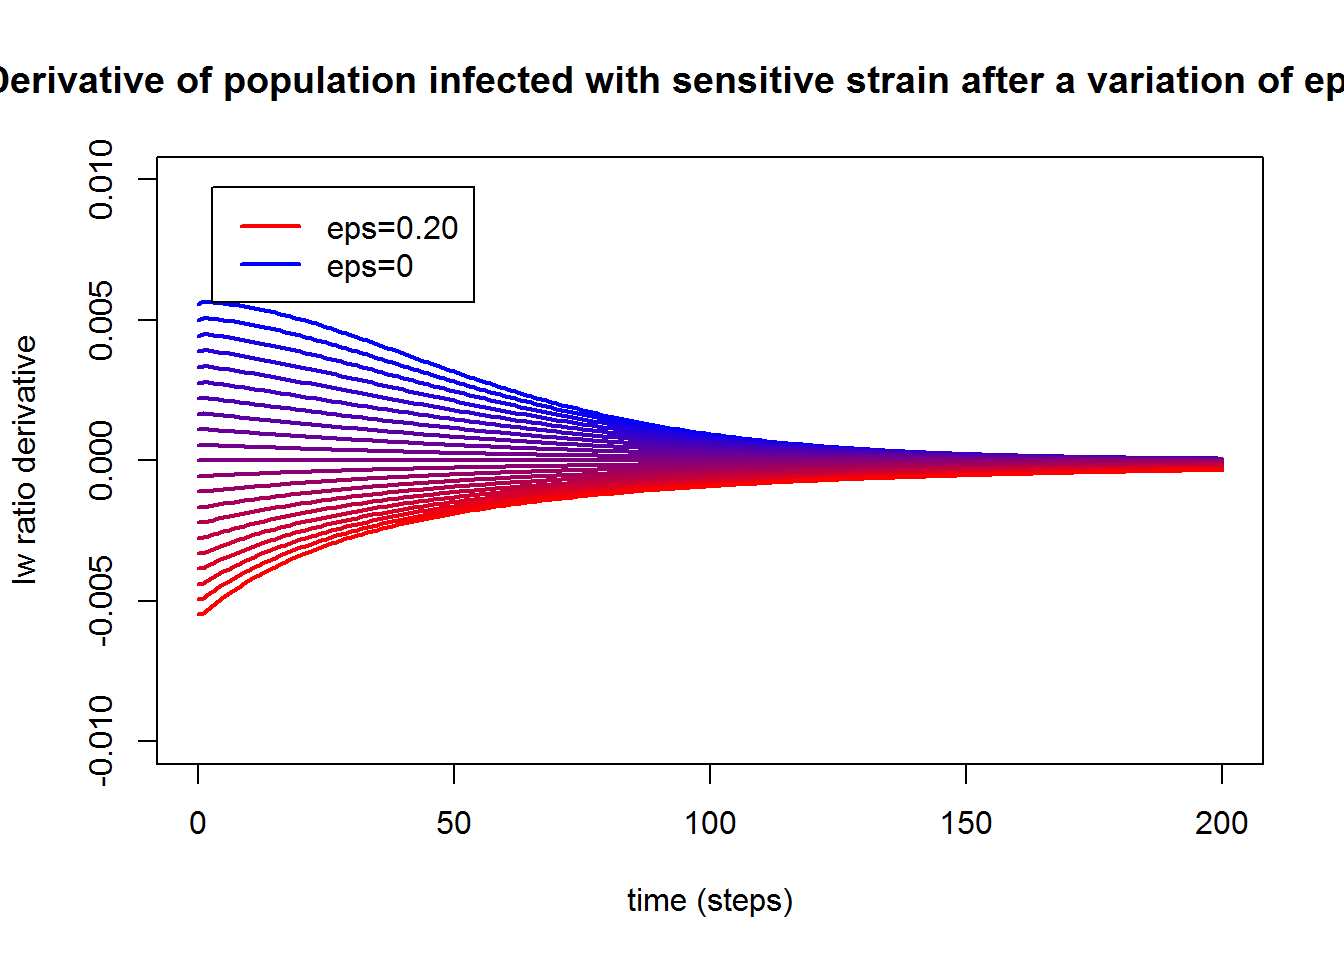 Derivative of population infected with sensitive strain after a variation of ep
eps=0.20
eps=0
Iw ratio derivative
0.010
0.005
0.000
-0.005
-0.010
0 50 100 150 200
time (steps)